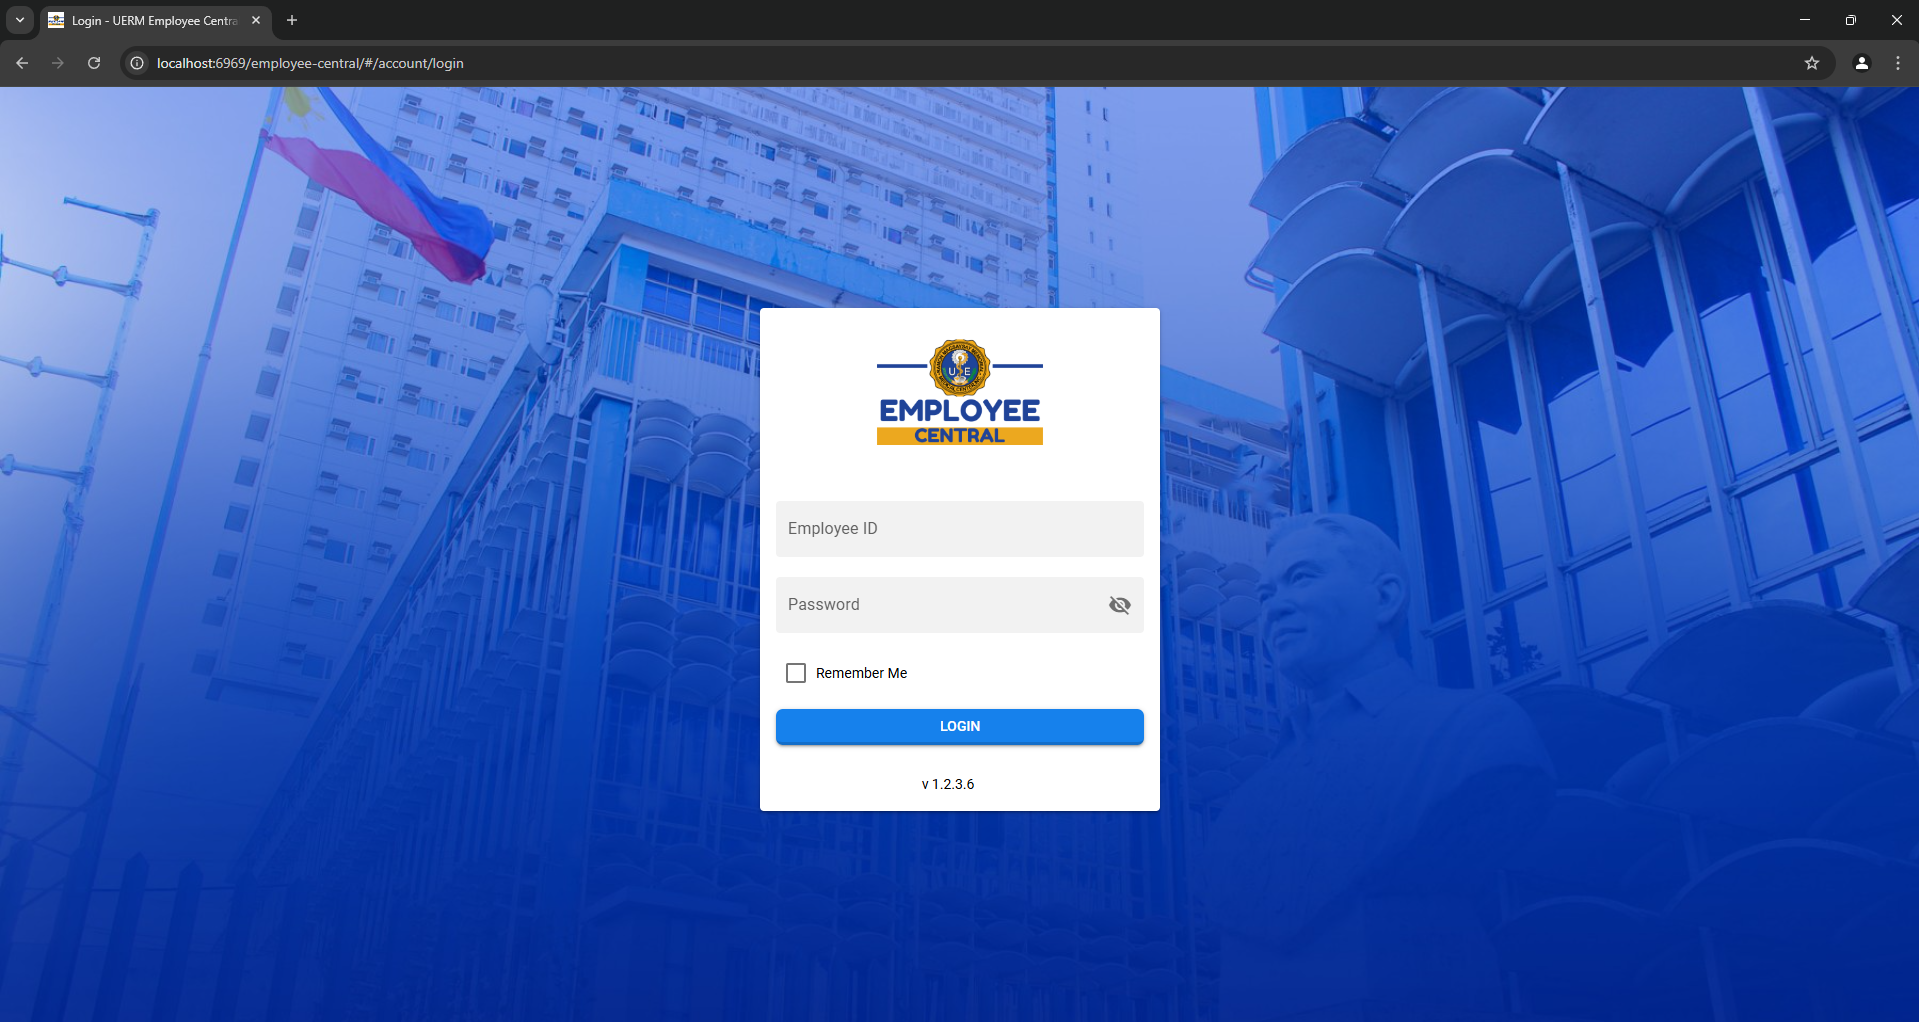 Login - UERM Employee Centra
localhost:6969/employee-central/#/account/login
U E
EMPLOYEE
CENTRAL
Employee ID
Password
Remember Me
LOGIN
v 1.2.3.6